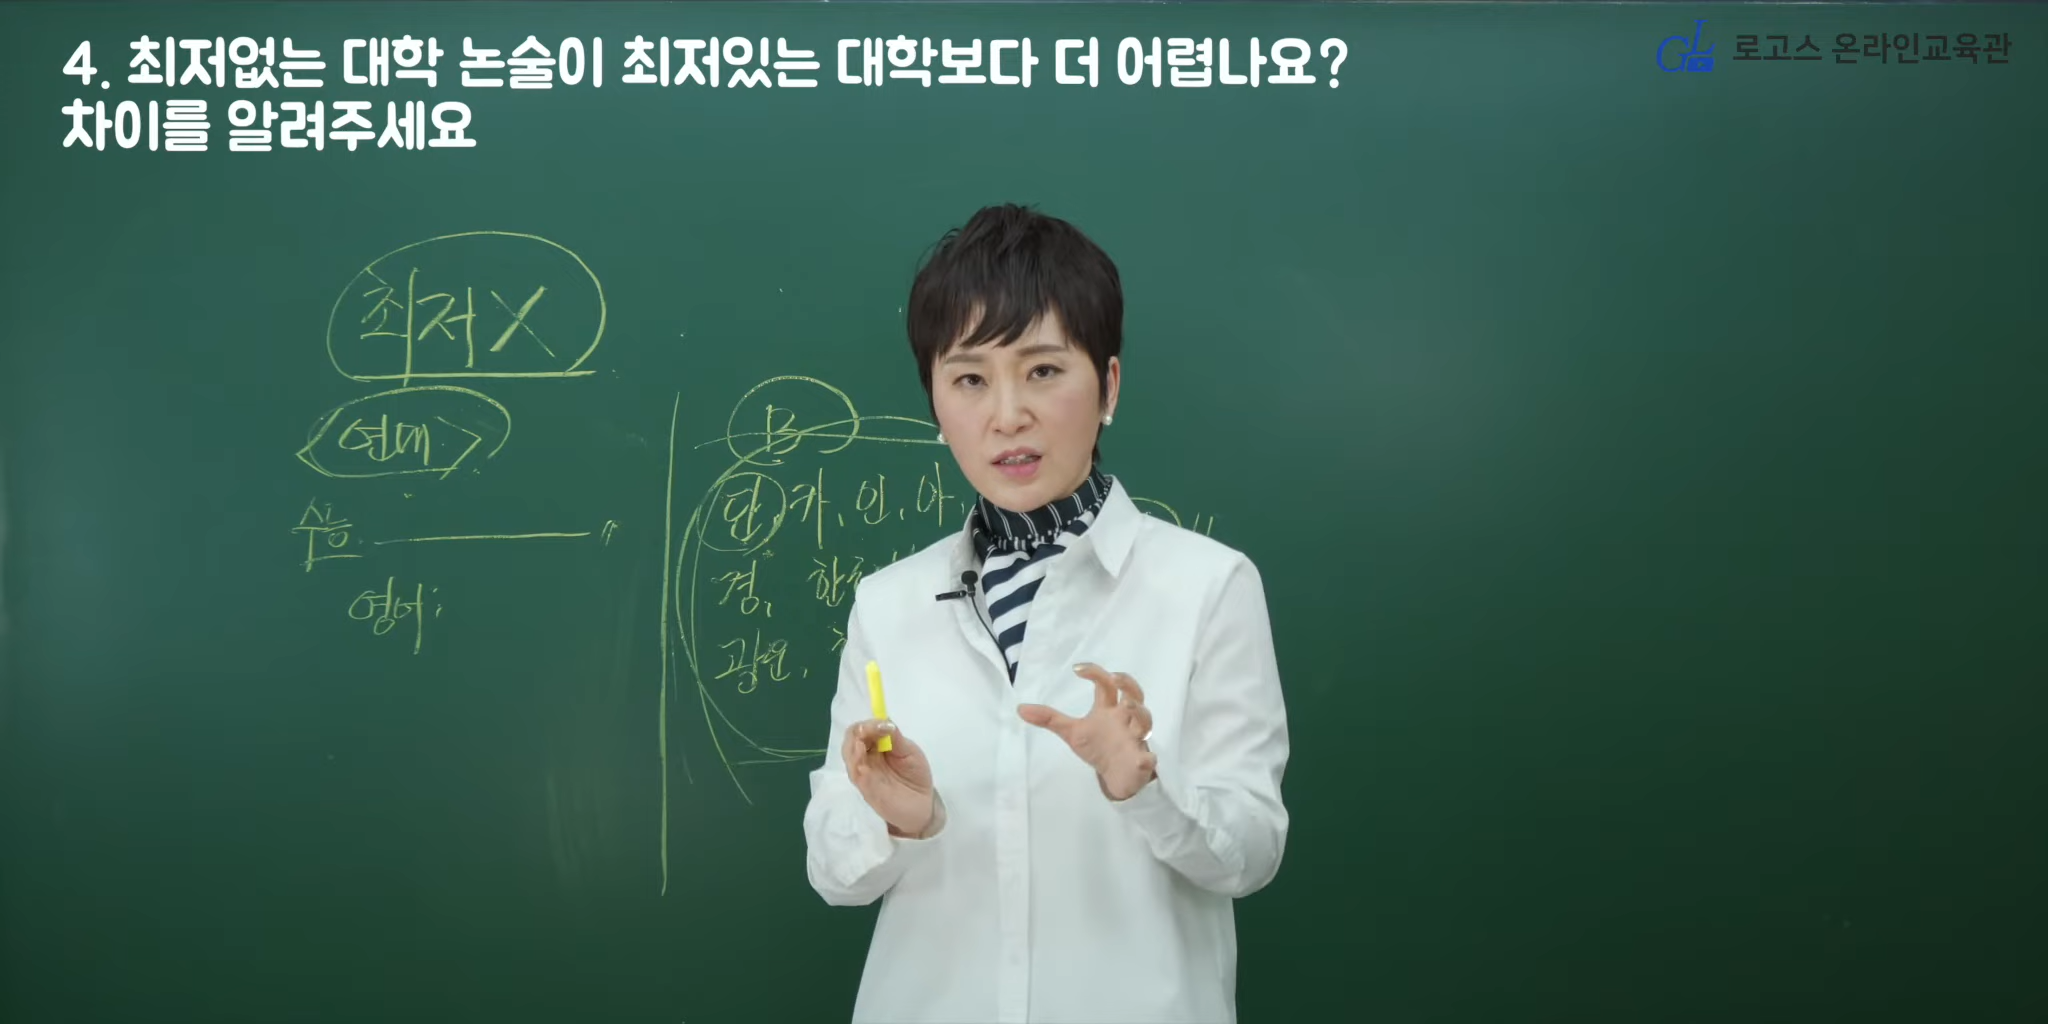 4. 최저없는 대학 논술이 최저있는 대학보다 더 어렵나요?
차이를 알려주세요
로고스 온라인교육관
최저X
<연대>
수능
영어:
B
단, 카, 인, 아,
경,
광운,